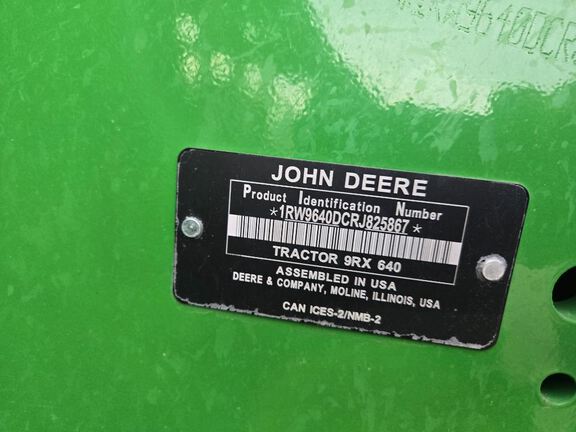 JOHN DEERE
Product Identification Number
*1RW9640DCRJ825867*
TRACTOR 9RX 640
ASSEMBLED IN USA
DEERE & COMPANY, MOLINE, ILLINOIS, USA
CAN ICES-2/NMB-2